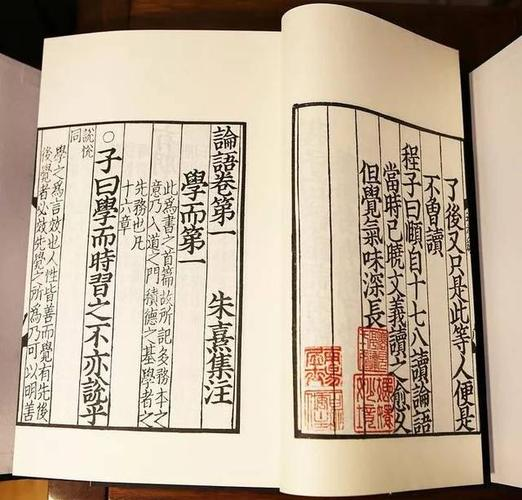 了後又只是此等人便是
不曽讀
程子曰頤自十七八讀論語
當時已曉文義讀之愈久
但覺意味深長
論語卷第一 朱熹集注
學而第一
此為書之首篇故所記多務本之
意乃入道之門積德之基學者之
先務也凡
十六章
○子曰學而時習之不亦說乎
說悅
同
學之為言效也人性皆善而覺有先後
後覺者必效先覺之所為乃可以明善